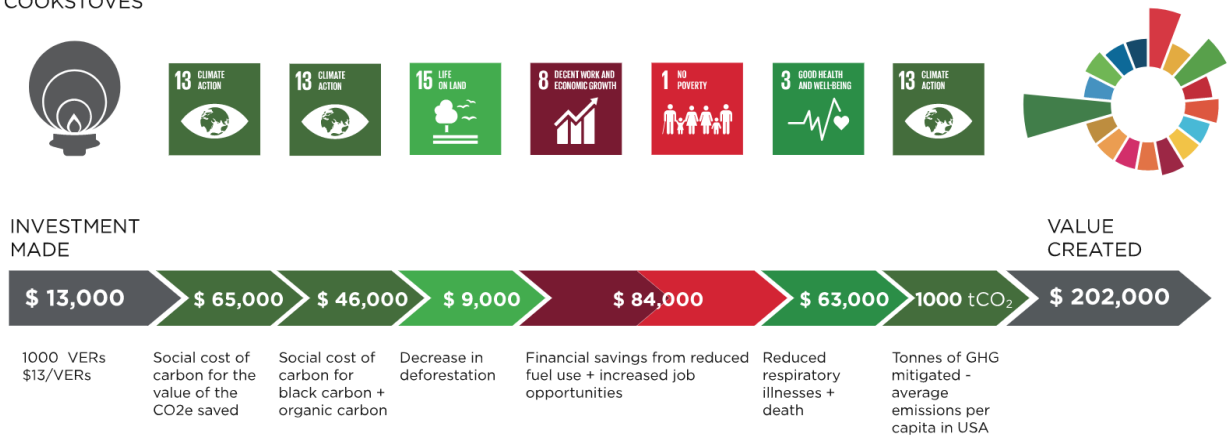 COOKSTOVES
13 CLIMATE
ACTION
13 CLIMATE
ACTION
15 LIFE
ON LAND
8 DECENT WORK AND
ECONOMIC GROWTH
1 NO
POVERTY
3 GOOD HEALTH
AND WELL-BEING
13 CLIMATE
ACTION
INVESTMENT
MADE
VALUE
CREATED
$ 13,000
$ 65,000
$ 46,000
$ 9,000
$ 84,000
$ 63,000
1000 tCO₂
$ 202,000
1000 VERs
$13/VERs
Social cost of
carbon for the
value of the
CO2e saved
Social cost of
carbon for
black carbon +
organic carbon
Decrease in
deforestation
Financial savings from reduced
fuel use + increased job
opportunities
Reduced
respiratory
illnesses +
death
Tonnes of GHG
mitigated -
average
emissions per
capita in USA